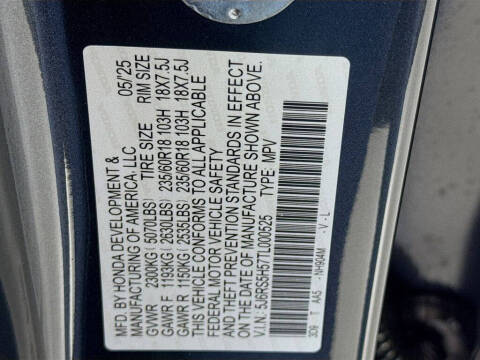 MFD. BY HONDA DEVELOPMENT & 05/25
MANUFACTURING OF AMERICA, LLC
TIRE SIZE RIM SIZE
GVWR 2300KG (5070LBS)
GAWR F 1193KG (2630LBS) 235/60R18 103H 18X7.5J
GAWR R 1150KG (2535LBS) 235/60R18 103H 18X7.5J
THIS VEHICLE CONFORMS TO ALL APPLICABLE
FEDERAL MOTOR VEHICLE SAFETY
AND THEFT PREVENTION STANDARDS IN EFFECT
ON THE DATE OF MANUFACTURE SHOWN ABOVE.
V.I.N.: 5J6RS5H57TL000525 TYPE: MPV
3D9 T AA5 - NH904M - V - L